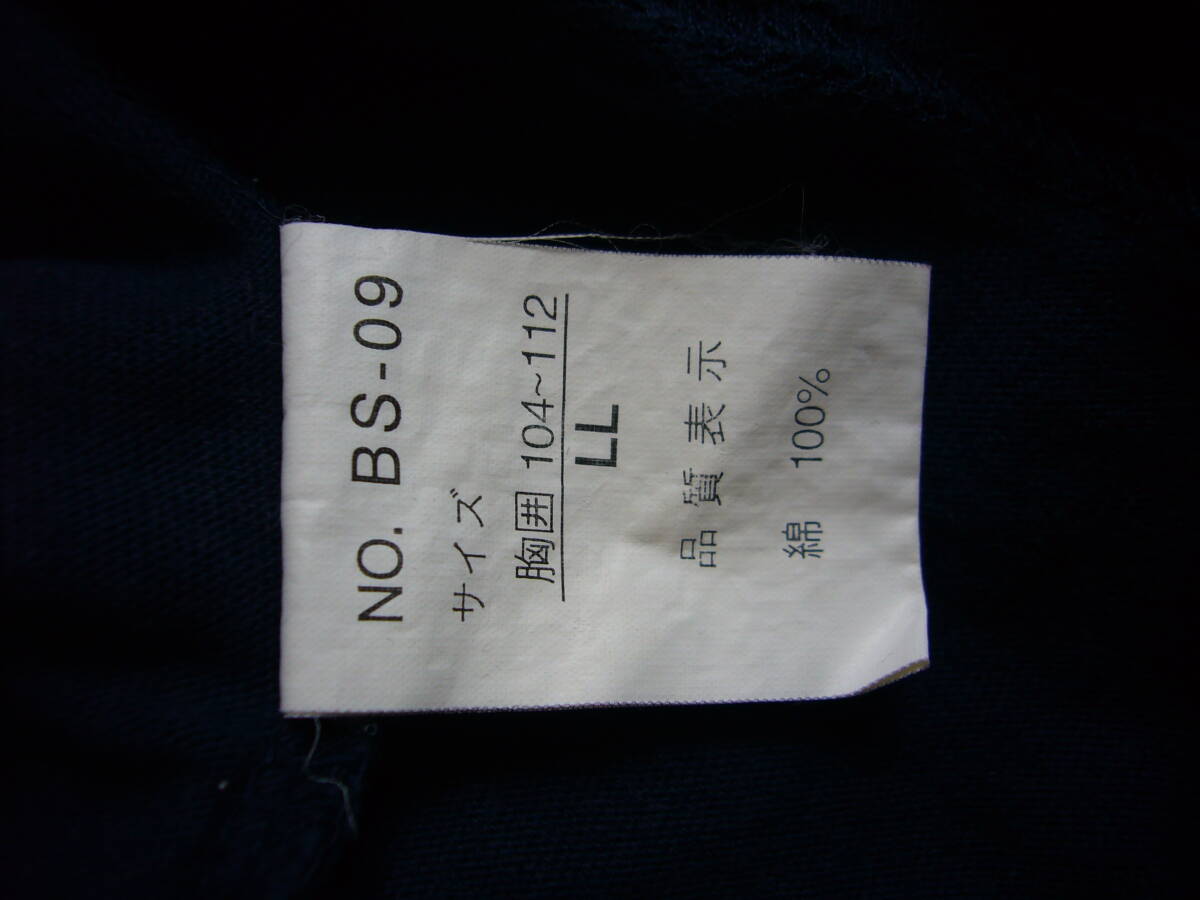 NO. BS-09
サイズ
胸囲 104~112
LL
品質表示
綿 100%